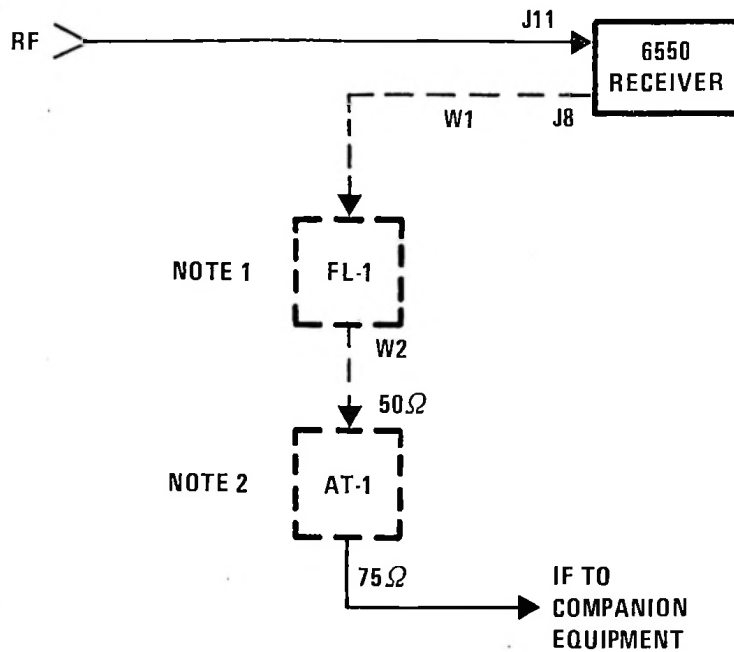 J11
RF
6550
RECEIVER
W1
J8
NOTE 1
FL-1
W2
50Ω
NOTE 2
AT-1
75Ω
IF TO
COMPANION
EQUIPMENT